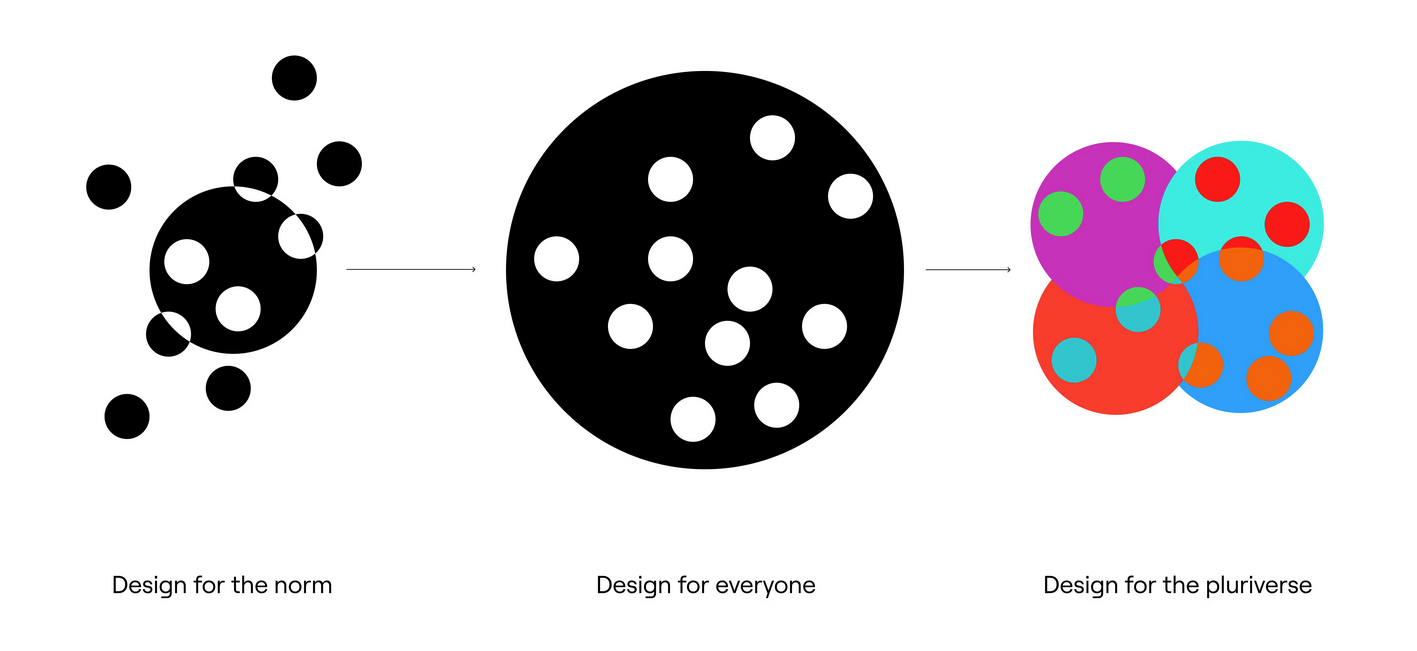 Design for the norm
Design for everyone
Design for the pluriverse